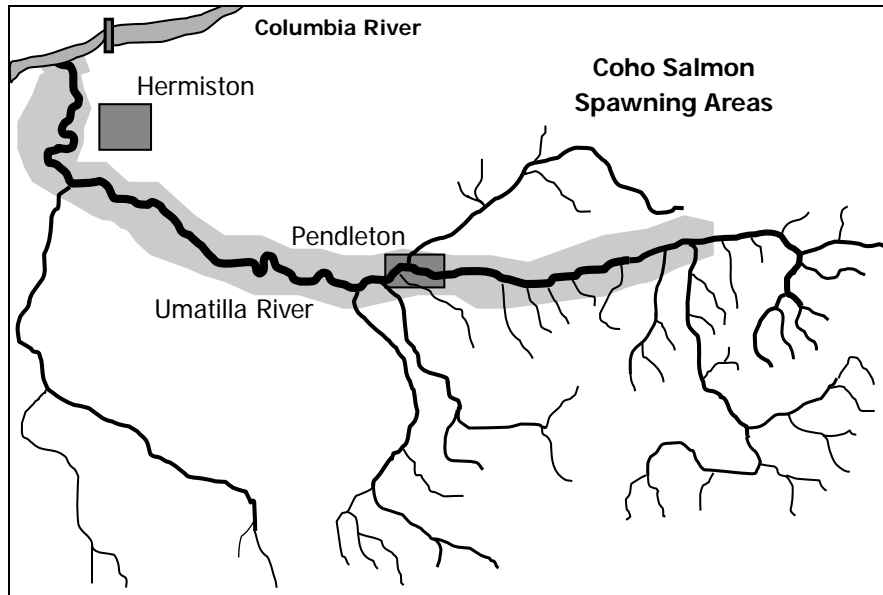 Columbia River
Coho Salmon
Spawning Areas
Hermiston
Pendleton
Umatilla River